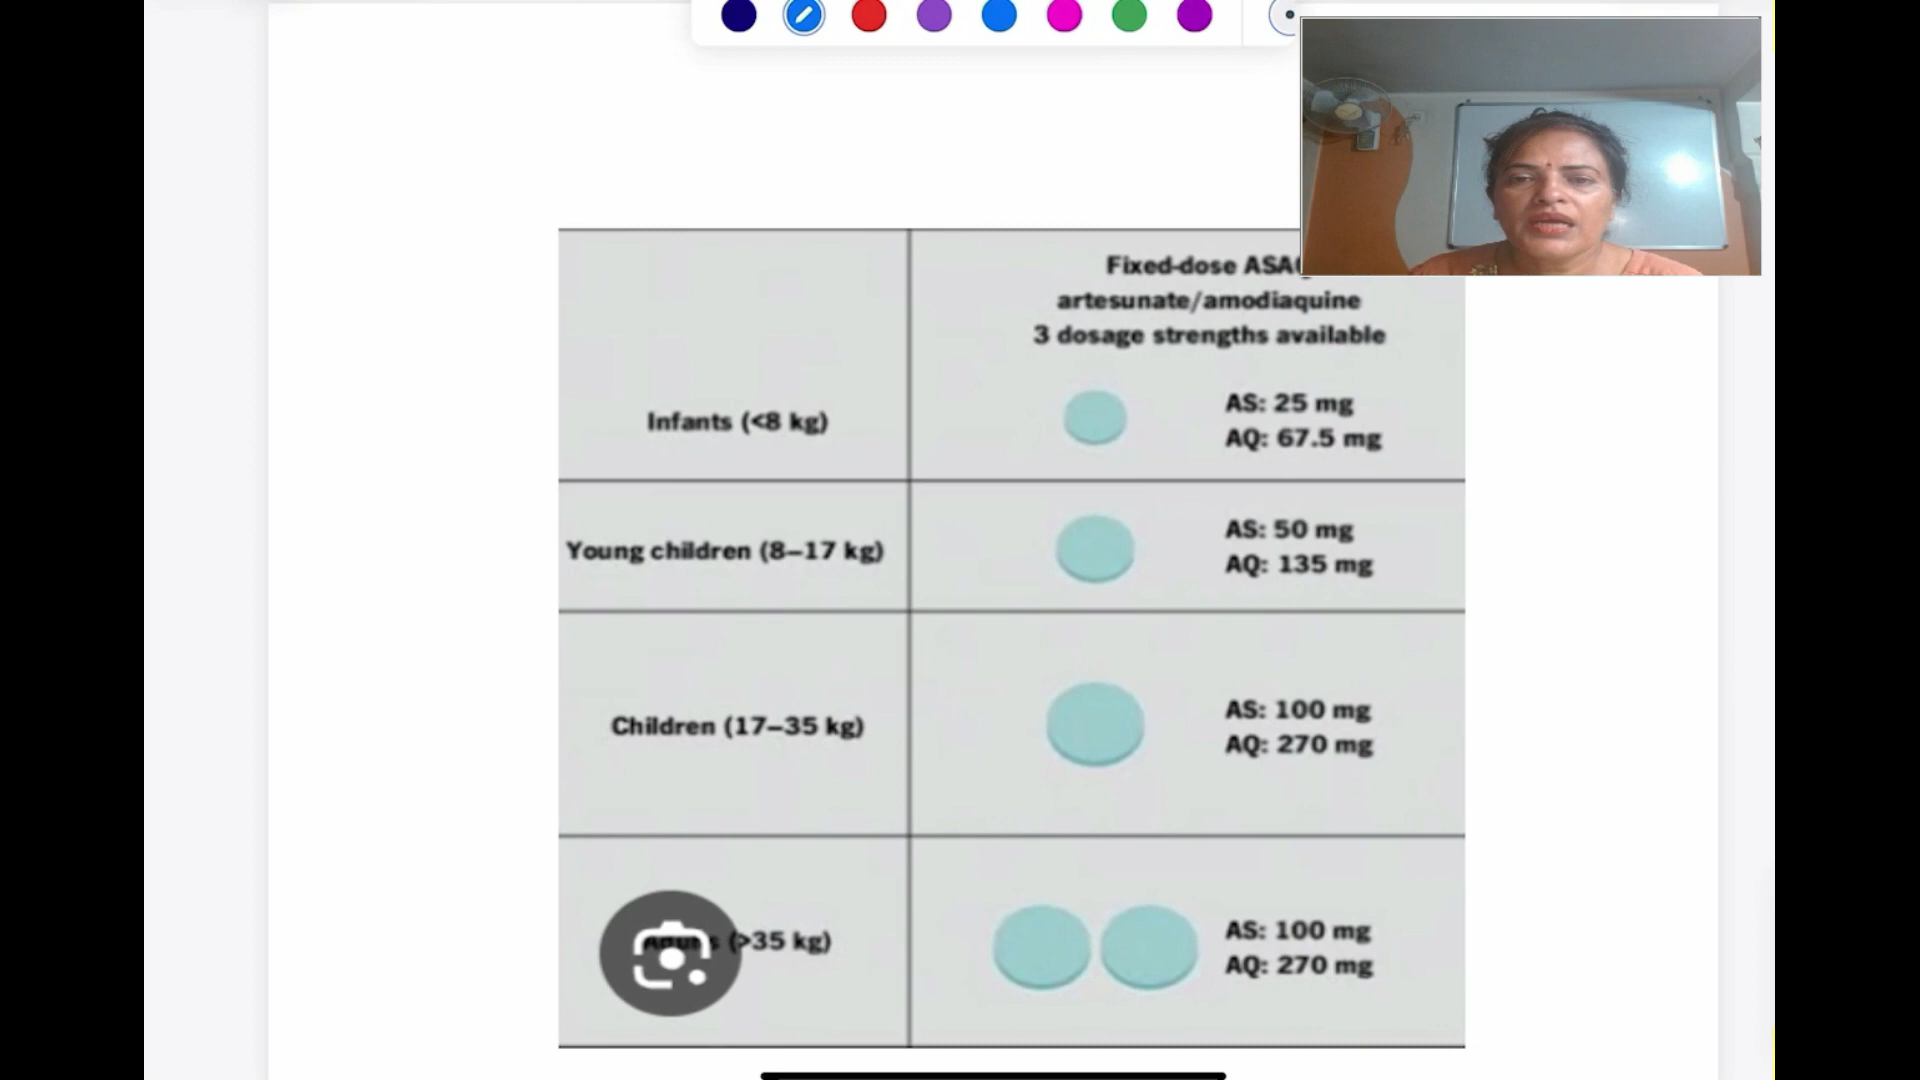 Fixed-dose
artesunate/amodiaquine
3 dosage strengths available
Infants (<8 kg)
AS: 25 mg
AQ: 67.5 mg
Young children (8–17 kg)
AS: 50 mg
AQ: 135 mg
Children (17–35 kg)
AS: 100 mg
AQ: 270 mg
(>35 kg)
AS: 100 mg
AQ: 270 mg